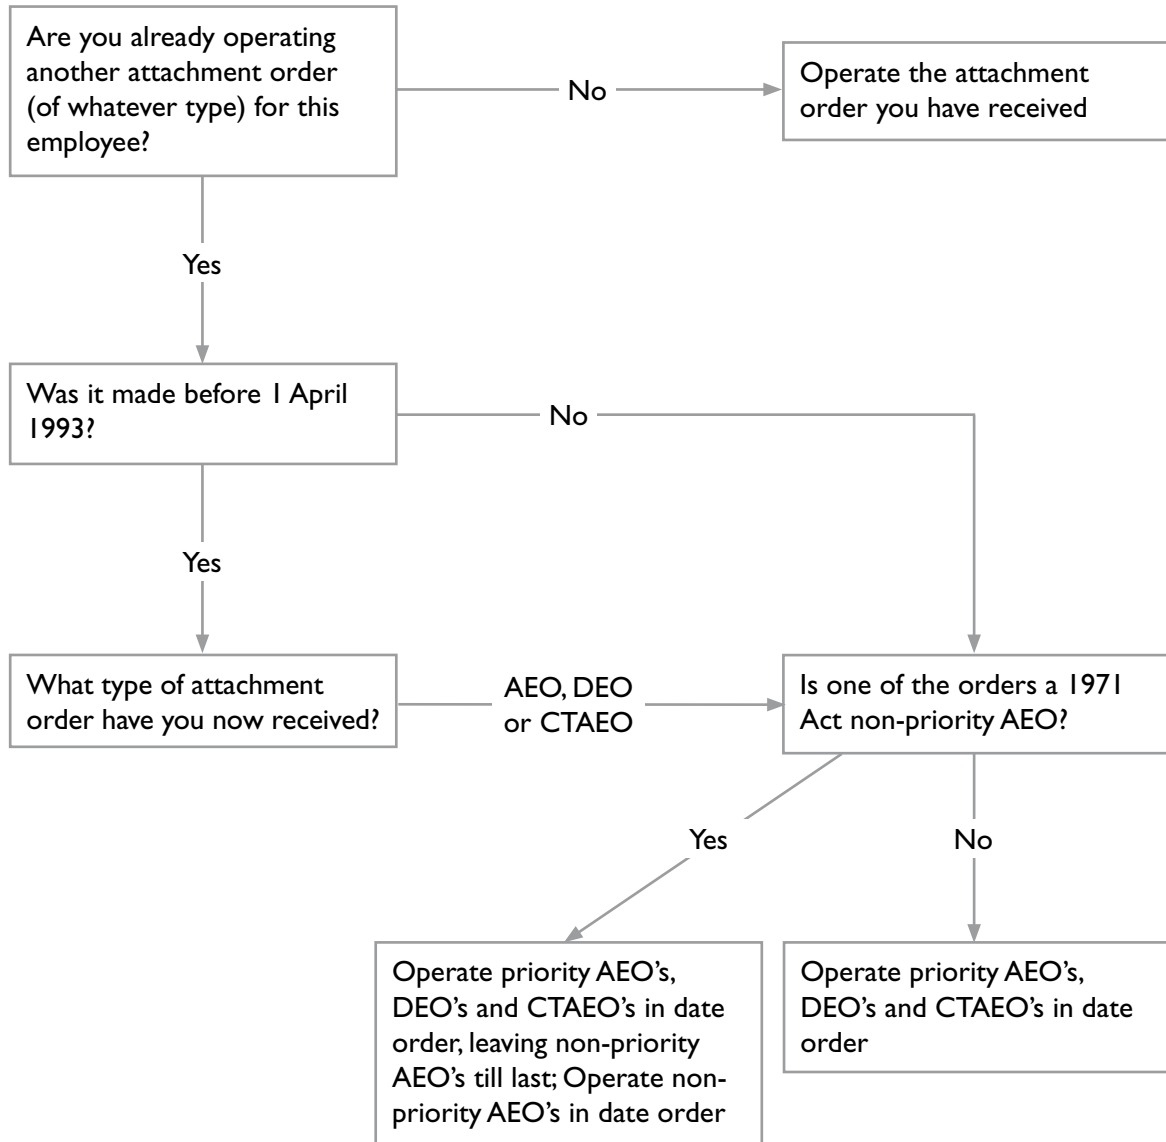 Are you already operating
another attachment order
(of whatever type) for this
employee?
No
Operate the attachment
order you have received
Yes
Was it made before 1 April
1993?
No
Yes
What type of attachment
order have you now received?
AEO, DEO
or CTAEO
Is one of the orders a 1971
Act non-priority AEO?
Yes
No
Operate priority AEO’s,
DEO’s and CTAEO’s in date
order, leaving non-priority
AEO’s till last; Operate non-
priority AEO’s in date order
Operate priority AEO’s,
DEO’s and CTAEO’s in date
order